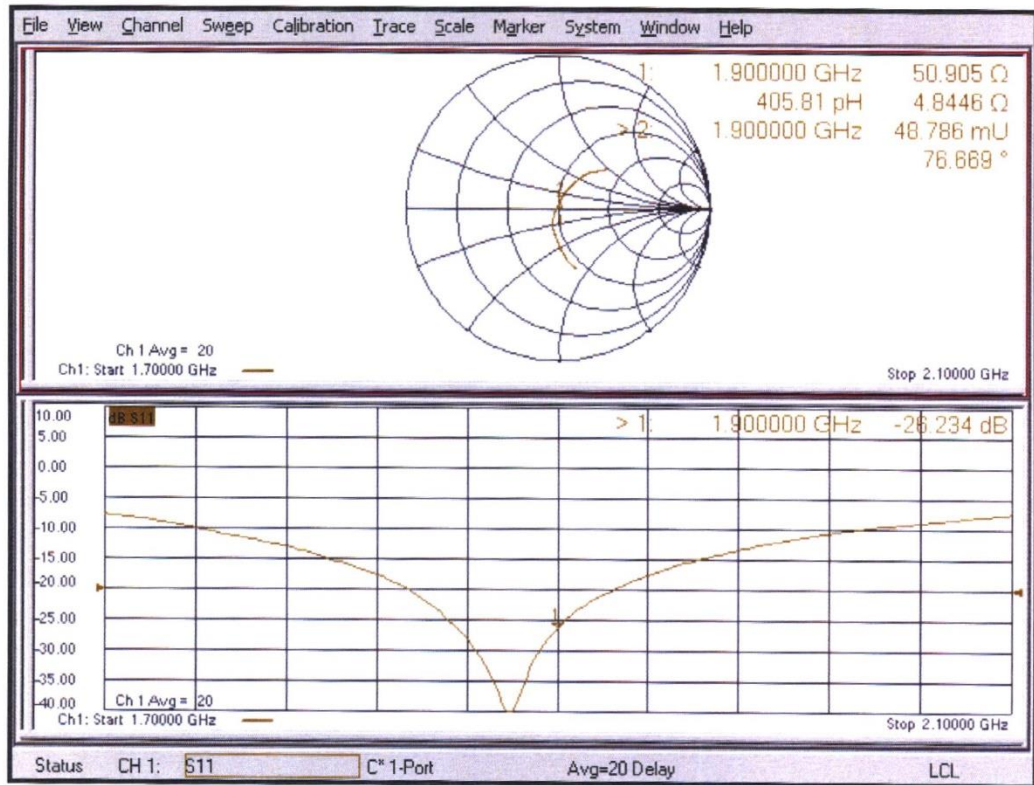 File View Channel Sweep Calibration Trace Scale Marker System Window Help
1: 1.900000 GHz 50.905 Ω
405.81 pH 4.8446 Ω
> 2: 1.900000 GHz 48.786 mU
76.669 °
Ch 1 Avg = 20
Ch1: Start 1.70000 GHz Stop 2.10000 GHz
10.00 dB S11 > 1: 1.900000 GHz -26.234 dB
5.00
0.00
-5.00
-10.00
-15.00
-20.00
-25.00 1
-30.00
-35.00
-40.00 Ch 1 Avg = 20
Ch1: Start 1.70000 GHz Stop 2.10000 GHz
Status CH 1: S11 C* 1-Port Avg=20 Delay LCL